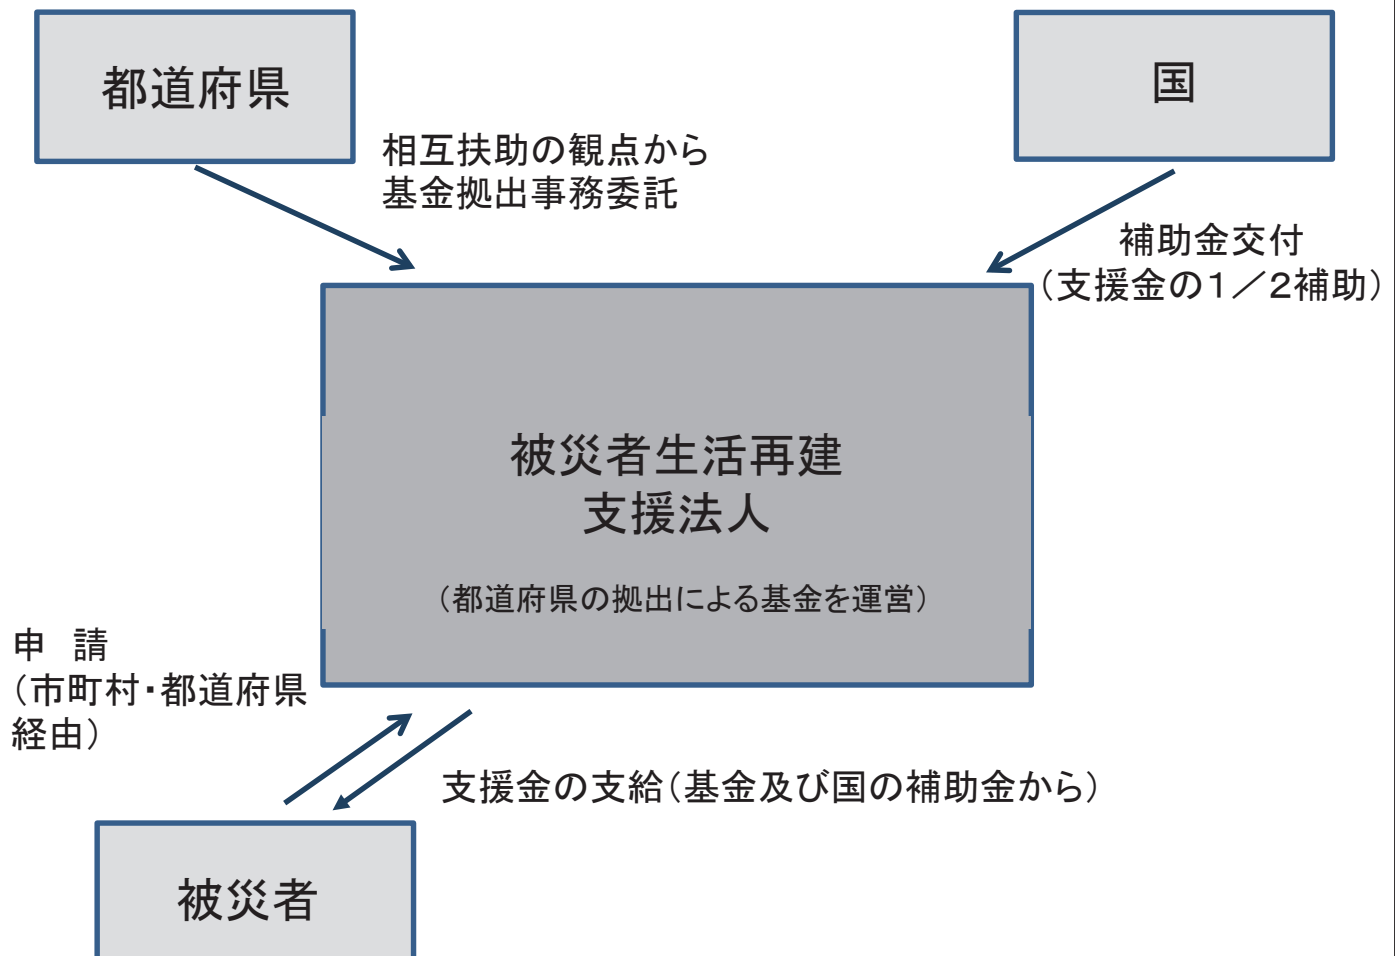 都道府県
国
相互扶助の観点から
基金拠出事務委託
補助金交付
（支援金の１／２補助）
被災者生活再建
支援法人
（都道府県の拠出による基金を運営）
申　請
（市町村・都道府県
経由）
支援金の支給（基金及び国の補助金から）
被災者